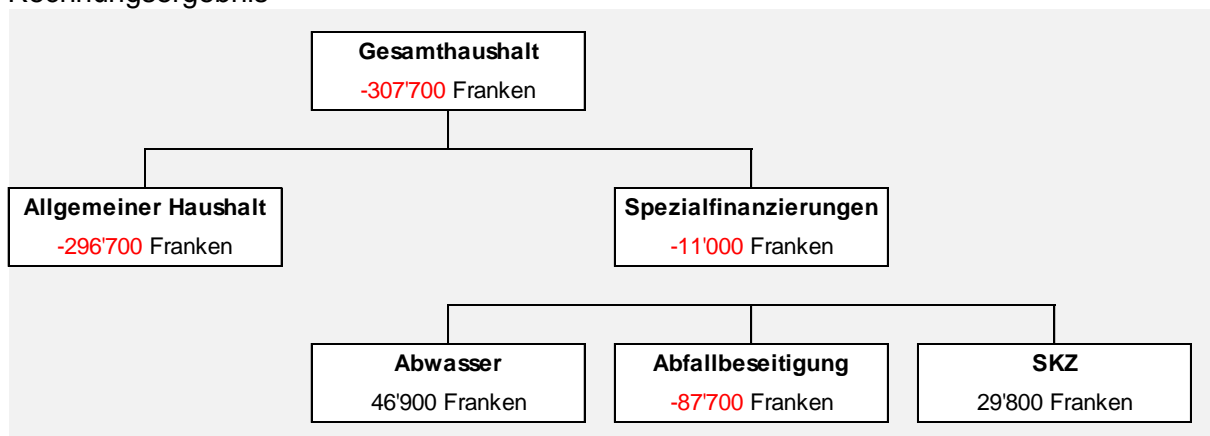 Rechnungsergebnis
Gesamthaushalt
-307'700 Franken
Allgemeiner Haushalt
-296'700 Franken
Spezialfinanzierungen
-11'000 Franken
Abwasser
46'900 Franken
Abfallbeseitigung
-87'700 Franken
SKZ
29'800 Franken